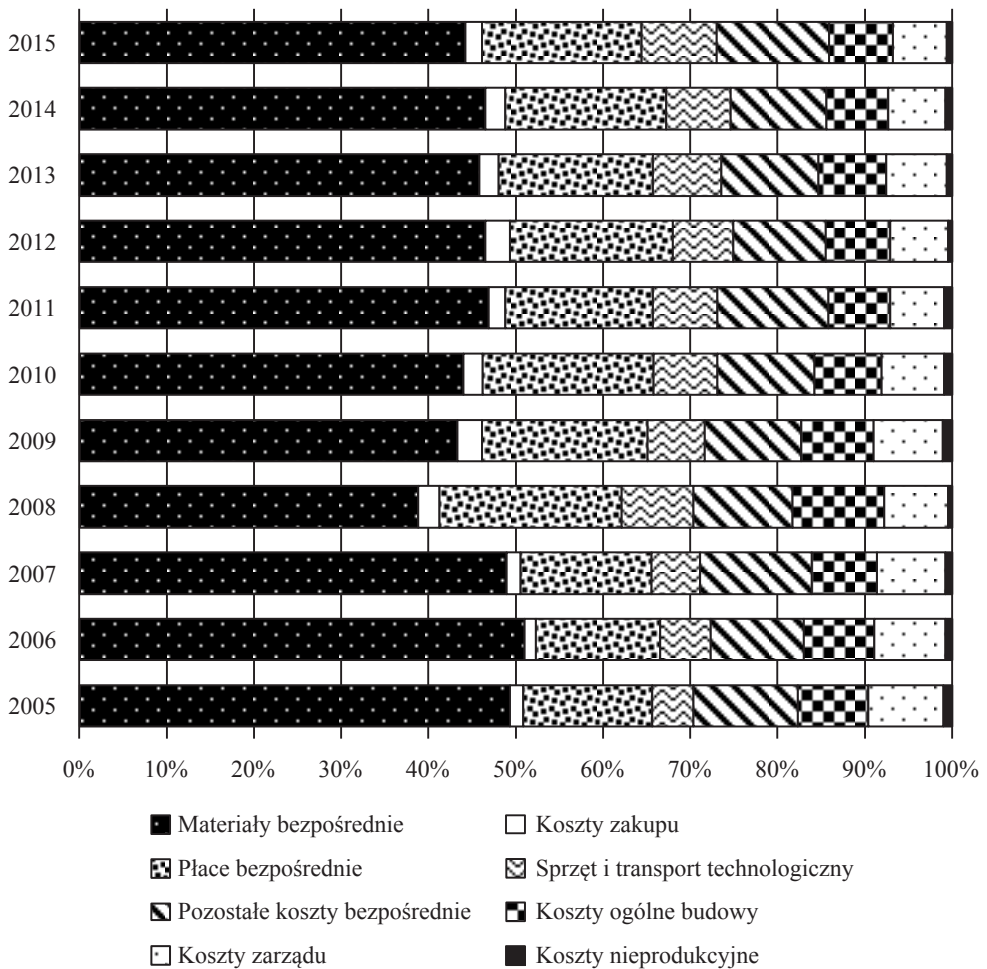 2015
2014
2013
2012
2011
2010
2009
2008
2007
2006
2005
0% 10% 20% 30% 40% 50% 60% 70% 80% 90% 100%
Materiały bezpośrednie Koszty zakupu
Płace bezpośrednie Sprzęt i transport technologiczny
Pozostałe koszty bezpośrednie Koszty ogólne budowy
Koszty zarządu Koszty nieprodukcyjne